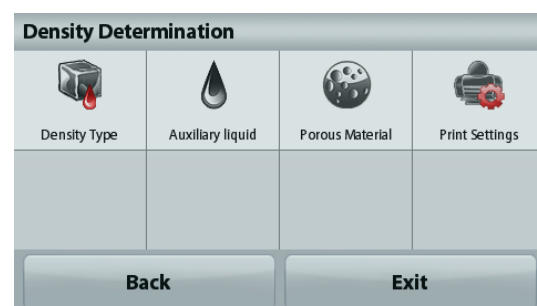 Density Determination
Density Type
Auxiliary liquid
Porous Material
Print Settings
Back
Exit